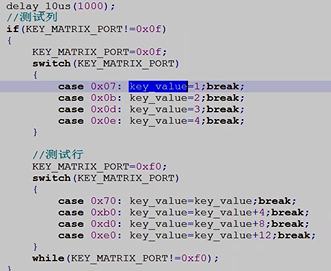 delay_10us(1000);
//测试列
if(KEY_MATRIX_PORT!=0x0f)
{
KEY_MATRIX_PORT=0x0f;
switch(KEY_MATRIX_PORT)
{
case 0x07: key_value=1;break;
case 0x0b: key_value=2;break;
case 0x0d: key_value=3;break;
case 0x0e: key_value=4;break;
}
//测试行
KEY_MATRIX_PORT=0xf0;
switch(KEY_MATRIX_PORT)
{
case 0x70: key_value=key_value;break;
case 0xb0: key_value=key_value+4;break;
case 0xd0: key_value=key_value+8;break;
case 0xe0: key_value=key_value+12;break;
}
while(KEY_MATRIX_PORT!=0xf0);